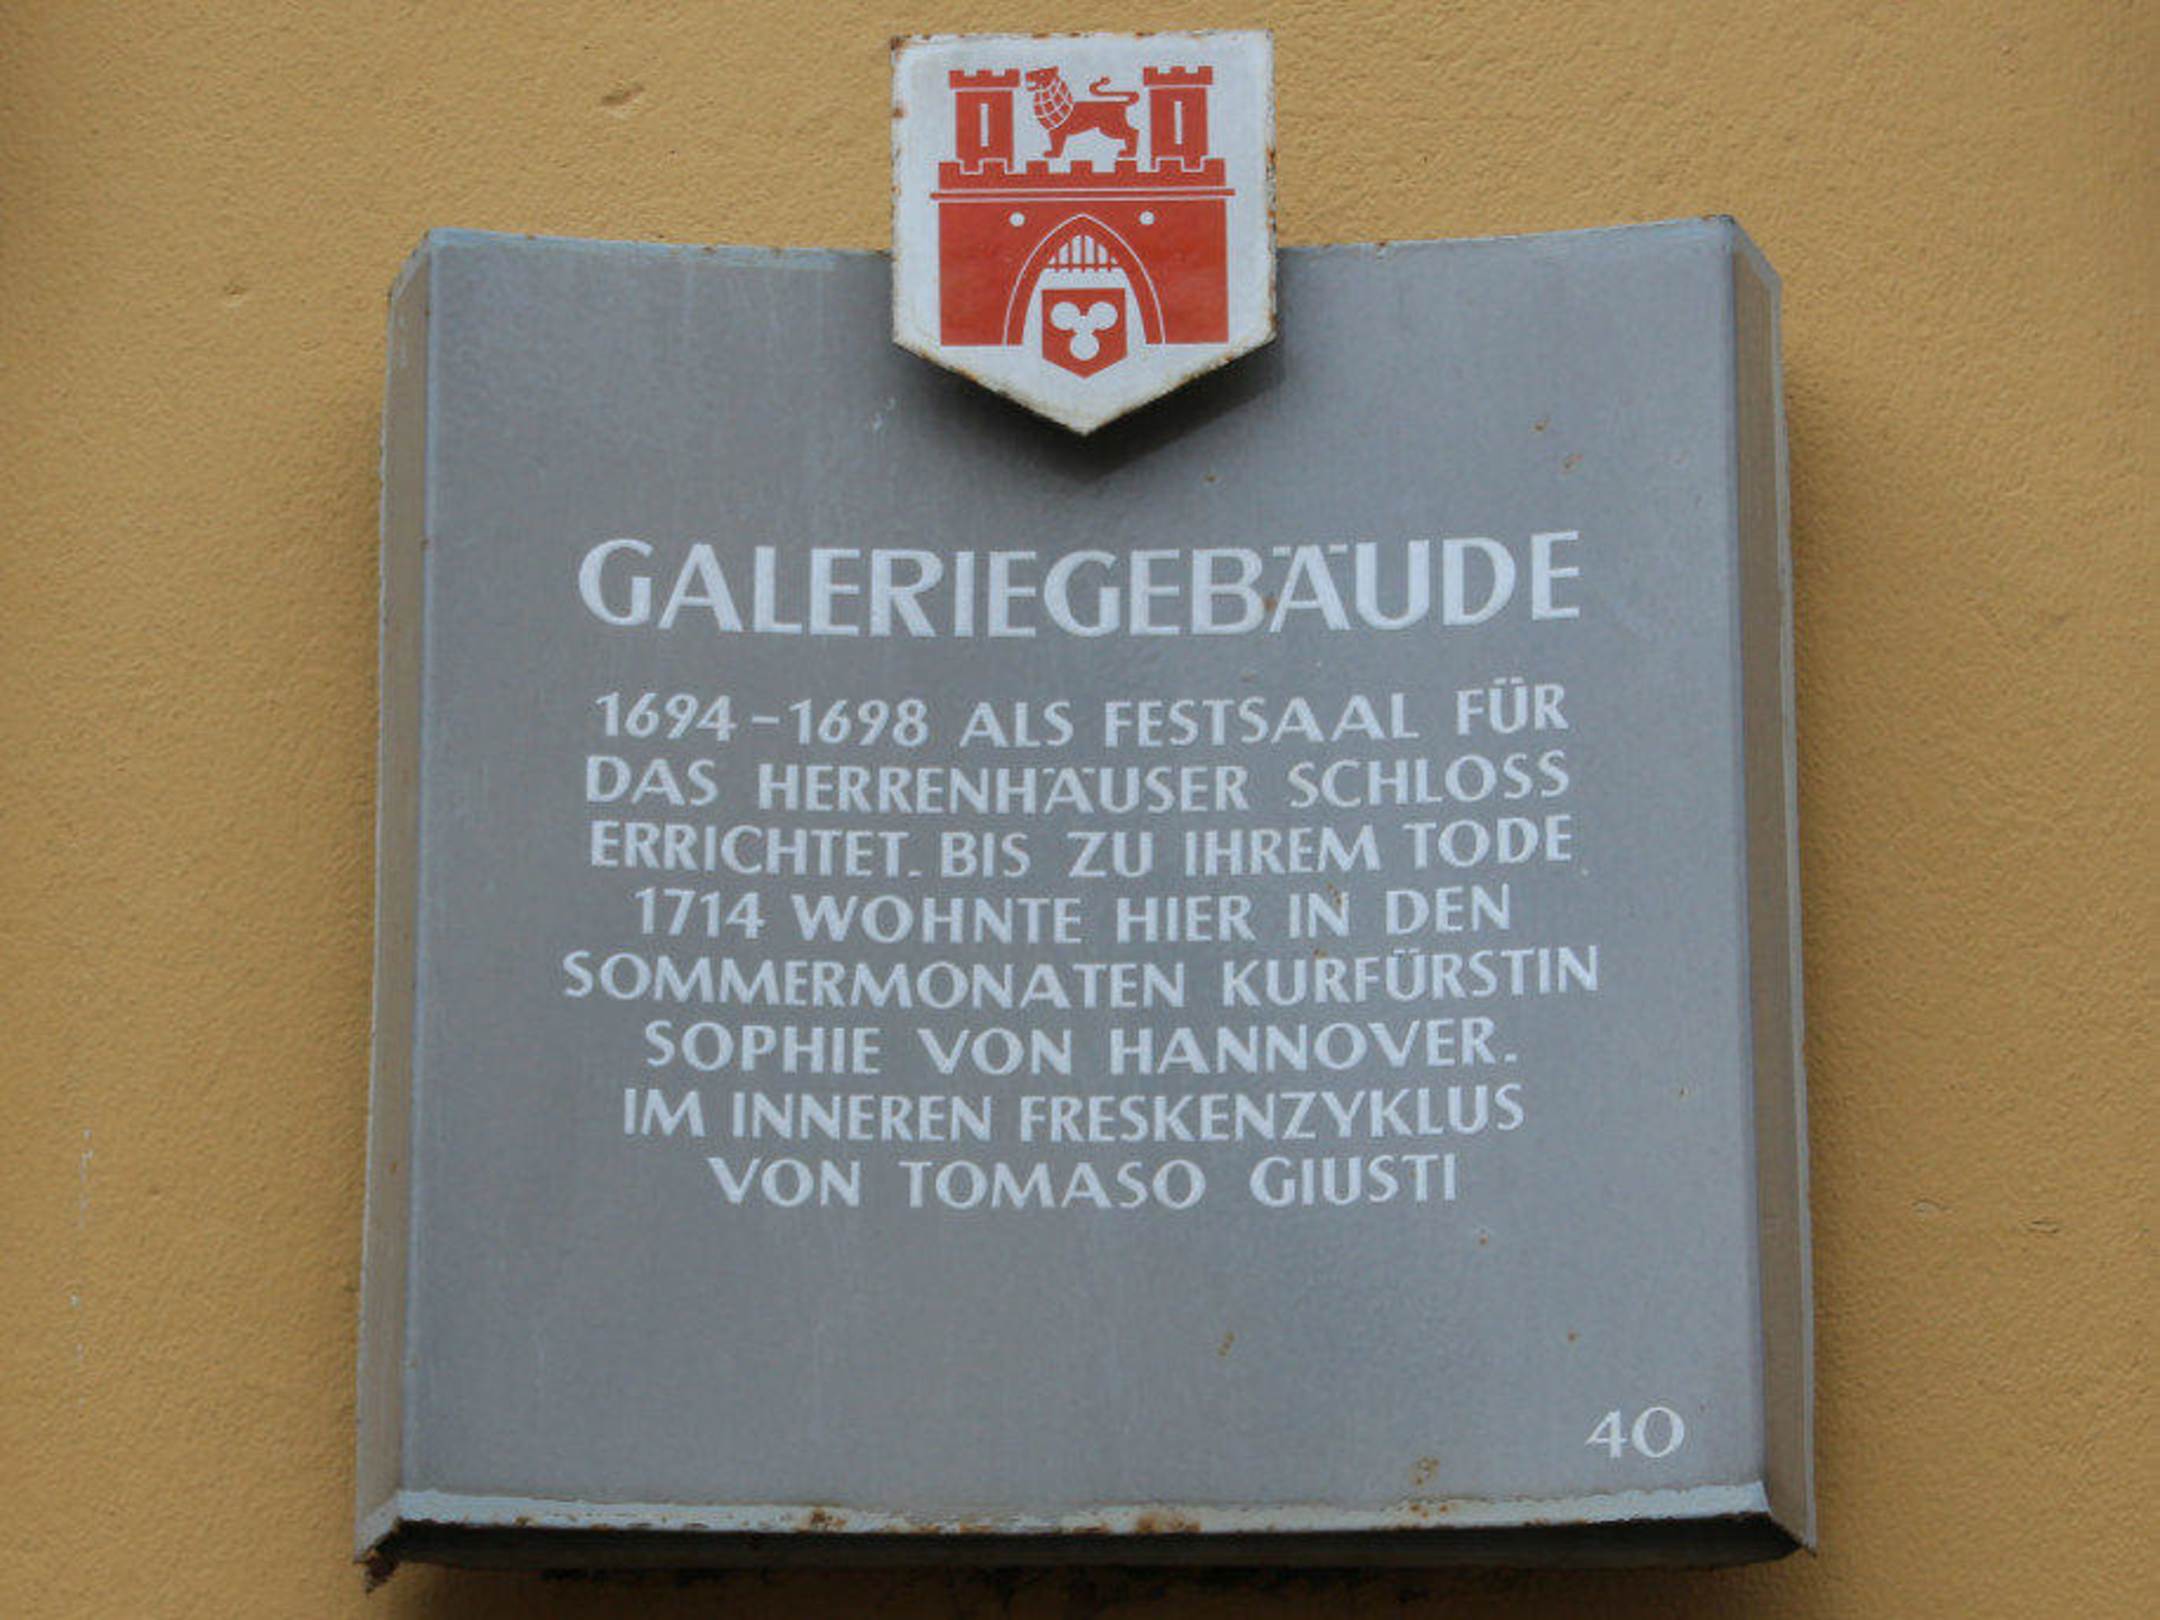 GALERIEGEBÄUDE
1694-1698 ALS FESTSAAL FÜR
DAS HERRENHÄUSER SCHLOSS
ERRICHTET. BIS ZU IHREM TODE
1714 WOHNTE HIER IN DEN
SOMMERMONATEN KURFÜRSTIN
SOPHIE VON HANNOVER.
IM INNEREN FRESKENZYKLUS
VON TOMASO GIUSTI
40